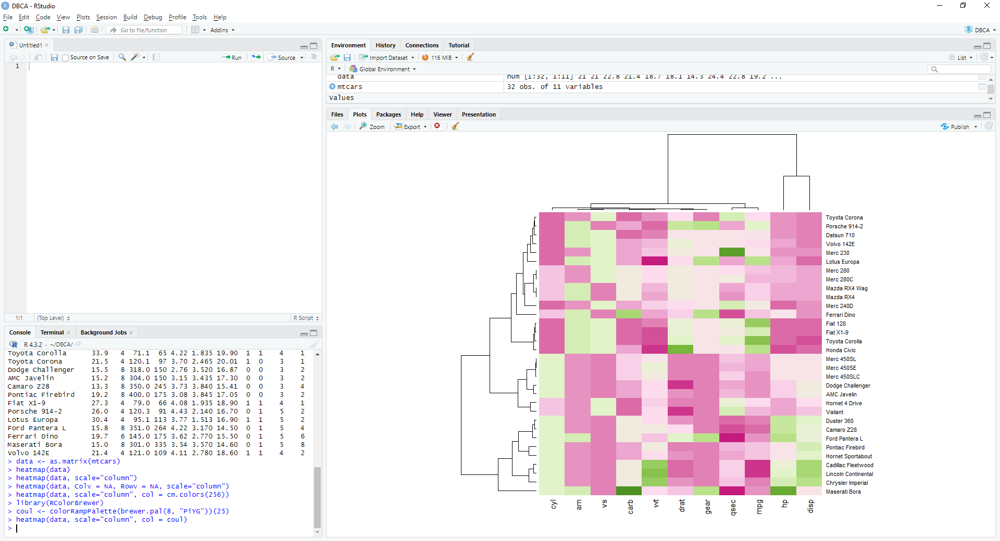 DBCA - RStudio
File Edit Code View Plots Session Build Debug Profile Tools Help
Go to file/function Addins DBCA
Untitled1
Source on Save Run Source
1
1:1 (Top Level) R Script
Console Terminal Background Jobs
R 4.3.2 · ~/DBCA/
Toyota Corolla 33.9 4 71.1 65 4.22 1.835 19.90 1 1 4 1
Toyota Corona 21.5 4 120.1 97 3.70 2.465 20.01 1 0 3 1
Dodge Challenger 15.5 8 318.0 150 2.76 3.520 16.87 0 0 3 2
AMC Javelin 15.2 8 304.0 150 3.15 3.435 17.30 0 0 3 2
Camaro Z28 13.3 8 350.0 245 3.73 3.840 15.41 0 0 3 4
Pontiac Firebird 19.2 8 400.0 175 3.08 3.845 17.05 0 0 3 2
Fiat X1-9 27.3 4 79.0 66 4.08 1.935 18.90 1 1 4 1
Porsche 914-2 26.0 4 120.3 91 4.43 2.140 16.70 0 1 5 2
Lotus Europa 30.4 4 95.1 113 3.77 1.513 16.90 1 1 5 2
Ford Pantera L 15.8 8 351.0 264 4.22 3.170 14.50 0 1 5 4
Ferrari Dino 19.7 6 145.0 175 3.62 2.770 15.50 0 1 5 6
Maserati Bora 15.0 8 301.0 335 3.54 3.570 14.60 0 1 5 8
Volvo 142E 21.4 4 121.0 109 4.11 2.780 18.60 1 1 4 2
> data <- as.matrix(mtcars)
> heatmap(data)
> heatmap(data, scale="column")
> heatmap(data, Colv = NA, Rowv = NA, scale="column")
> heatmap(data, scale="column", col = cm.colors(256))
> library(RColorBrewer)
> coul <- colorRampPalette(brewer.pal(8, "PiYG"))(25)
> heatmap(data, scale="column", col = coul)
>
Environment History Connections Tutorial
Import Dataset 116 MiB List
R Global Environment
data num [1:32, 1:11] 21 21 22.8 21.4 18.7 18.1 14.3 24.4 22.8 19.2 ...
mtcars 32 obs. of 11 variables
values
Files Plots Packages Help Viewer Presentation
Zoom Export Publish
Toyota Corona
Porsche 914-2
Datsun 710
Volvo 142E
Merc 230
Lotus Europa
Merc 280
Merc 280C
Mazda RX4 Wag
Mazda RX4
Merc 240D
Ferrari Dino
Fiat 128
Fiat X1-9
Toyota Corolla
Honda Civic
Merc 450SL
Merc 450SE
Merc 450SLC
Dodge Challenger
AMC Javelin
Hornet 4 Drive
Valiant
Duster 360
Camaro Z28
Ford Pantera L
Pontiac Firebird
Hornet Sportabout
Cadillac Fleetwood
Lincoln Continental
Chrysler Imperial
Maserati Bora
cyl am vs carb wt drat gear qsec mpg hp disp